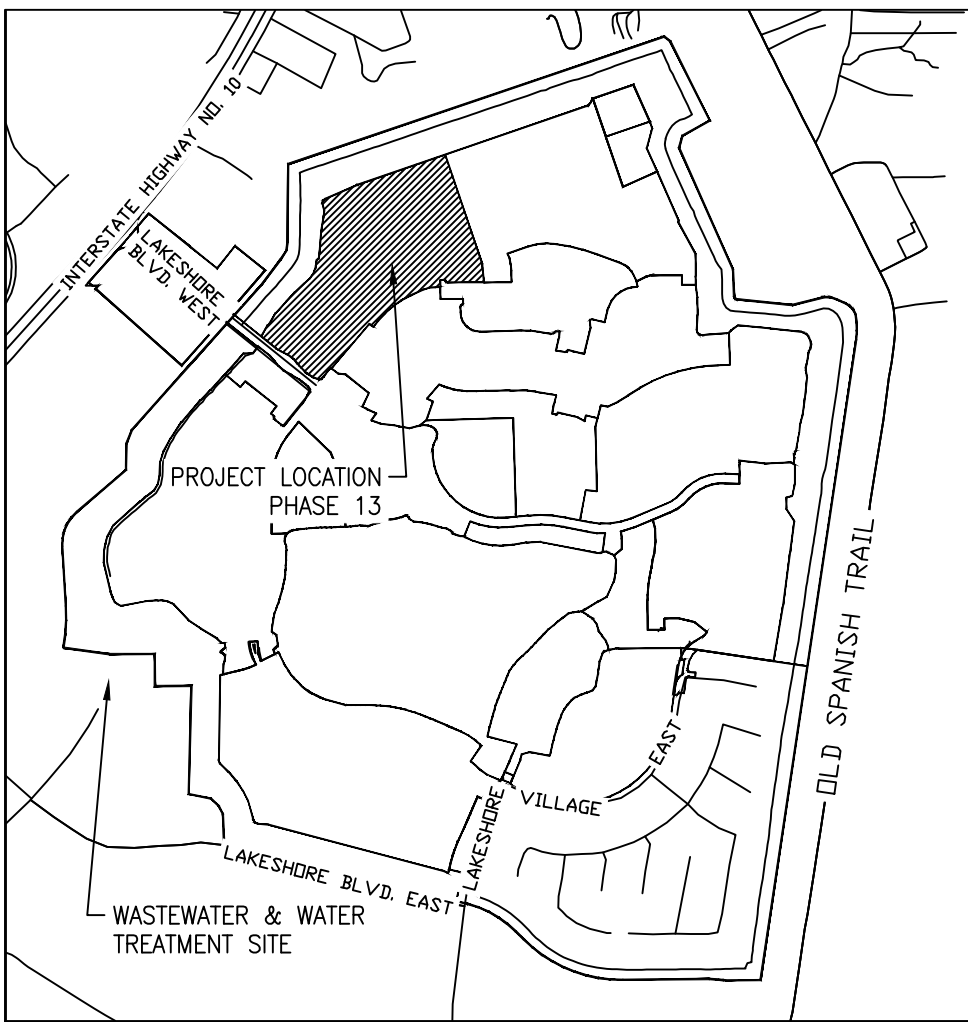 INTERSTATE HIGHWAY NO. 10
LAKESHORE
BLVD. WEST
PROJECT LOCATION
PHASE 13
OLD SPANISH TRAIL
EAST
VILLAGE
LAKESHORE
LAKESHORE BLVD. EAST
WASTEWATER & WATER
TREATMENT SITE